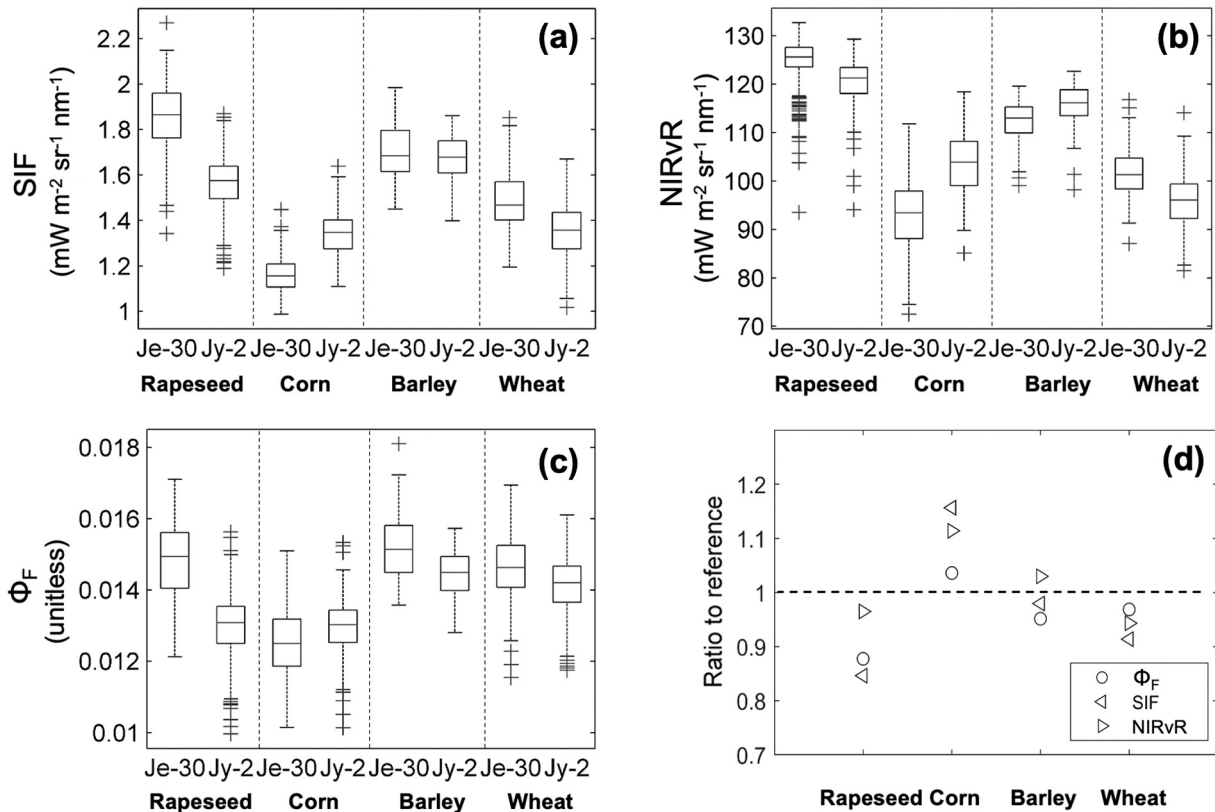 (a)
SIF
(mW m⁻² sr⁻¹ nm⁻¹)
2.2
2
1.8
1.6
1.4
1.2
1
Je-30 Jy-2 Je-30 Jy-2 Je-30 Jy-2 Je-30 Jy-2
Rapeseed Corn Barley Wheat
(b)
NIRvR
(mW m⁻² sr⁻¹ nm⁻¹)
130
120
110
100
90
80
70
Je-30 Jy-2 Je-30 Jy-2 Je-30 Jy-2 Je-30 Jy-2
Rapeseed Corn Barley Wheat
(c)
Φ_F
(unitless)
0.018
0.016
0.014
0.012
0.01
Je-30 Jy-2 Je-30 Jy-2 Je-30 Jy-2 Je-30 Jy-2
Rapeseed Corn Barley Wheat
(d)
Ratio to reference
1.2
1.1
1
0.9
0.8
0.7
Φ_F
SIF
NIRvR
Rapeseed Corn Barley Wheat